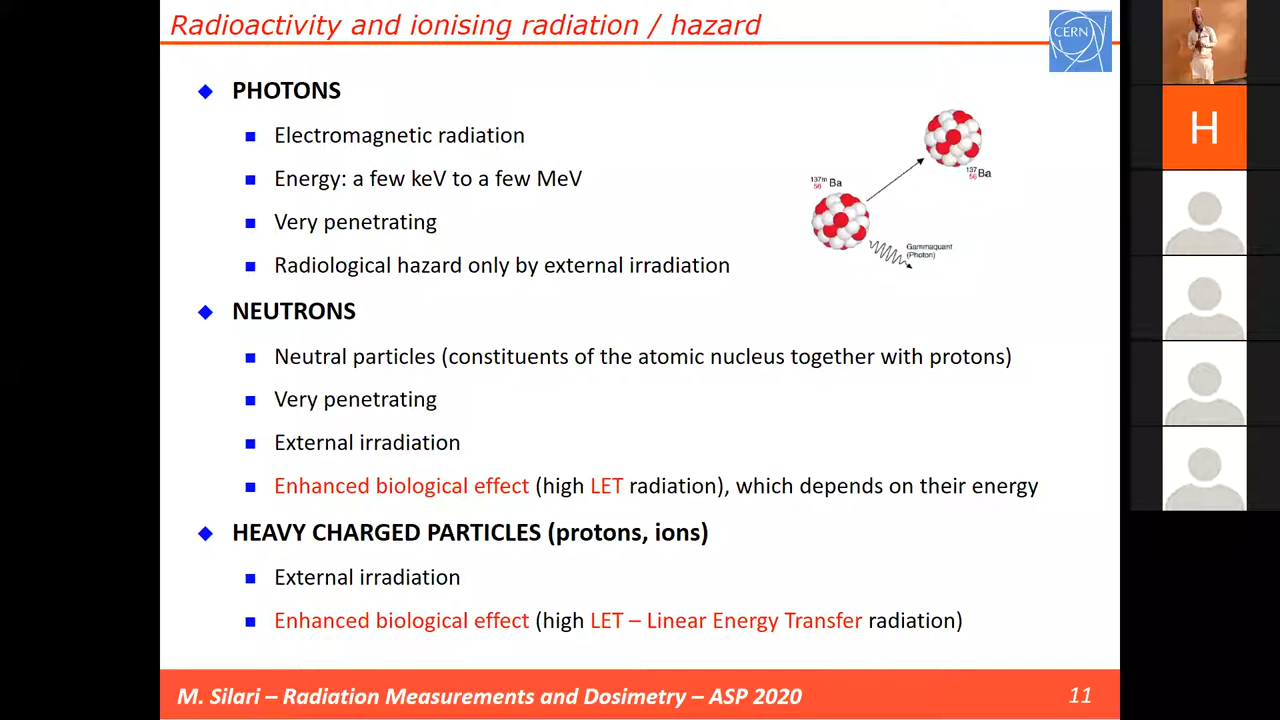 Radioactivity and ionising radiation / hazard
CERN
PHOTONS
Electromagnetic radiation
Energy: a few keV to a few MeV
Very penetrating
Radiological hazard only by external irradiation
137
56 Ba
137m
56 Ba
Gammaquant
(Photon)
NEUTRONS
Neutral particles (constituents of the atomic nucleus together with protons)
Very penetrating
External irradiation
Enhanced biological effect (high LET radiation), which depends on their energy
HEAVY CHARGED PARTICLES (protons, ions)
External irradiation
Enhanced biological effect (high LET – Linear Energy Transfer radiation)
M. Silari – Radiation Measurements and Dosimetry – ASP 2020
11
H